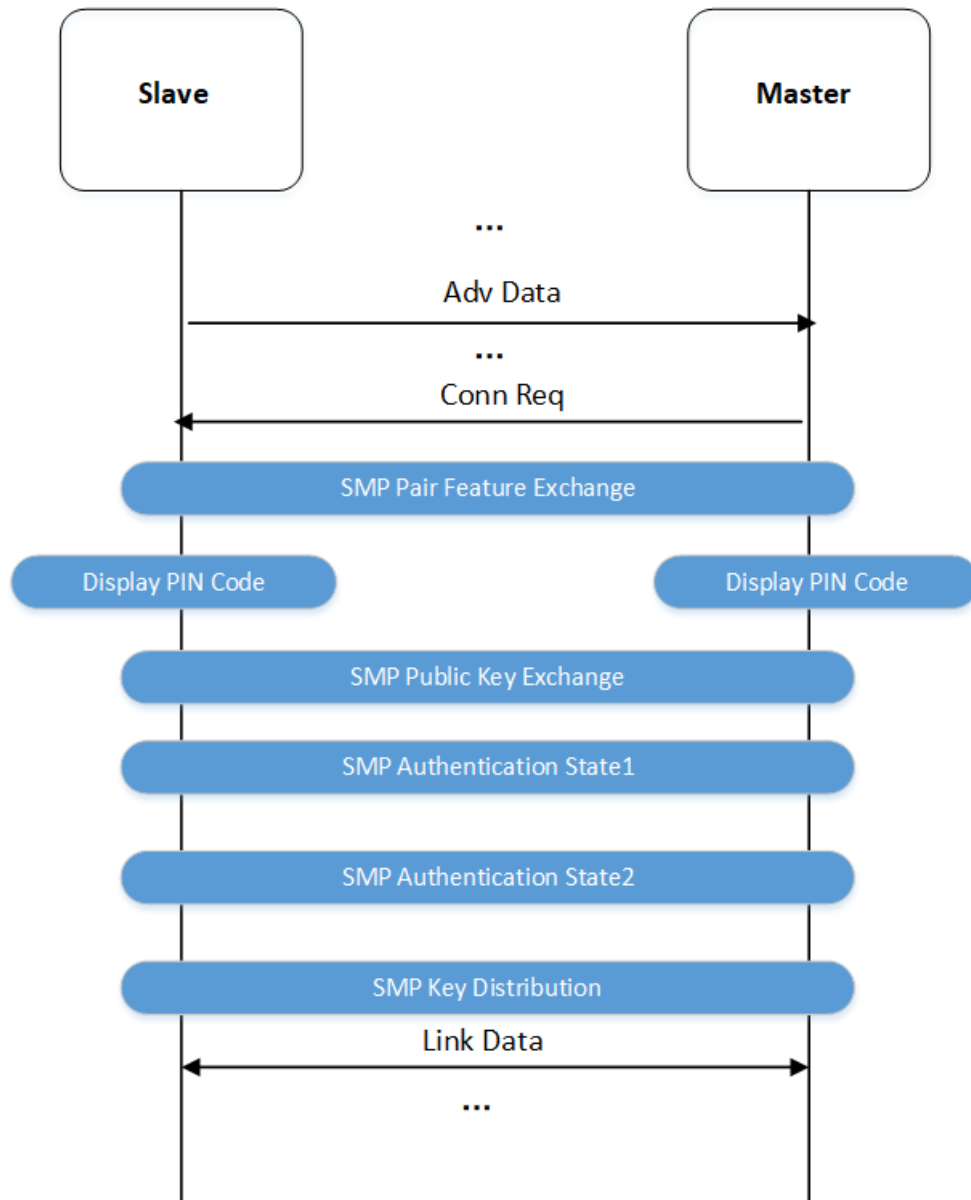 Slave
Master
...
Adv Data
...
Conn Req
SMP Pair Feature Exchange
Display PIN Code
Display PIN Code
SMP Public Key Exchange
SMP Authentication State1
SMP Authentication State2
SMP Key Distribution
Link Data
...